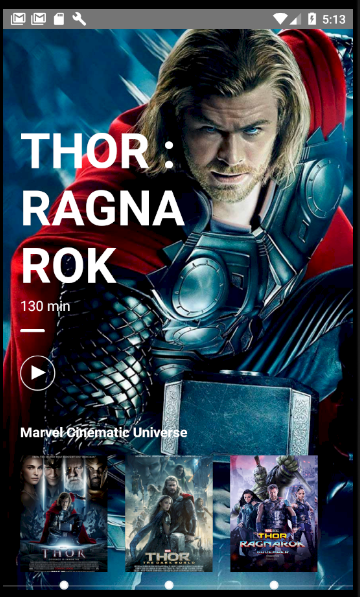 5:13
THOR :
RAGNA
ROK
130 min
Marvel Cinematic Universe
THOR
THOR
THE DARK WORLD
THOR
RAGNAROK